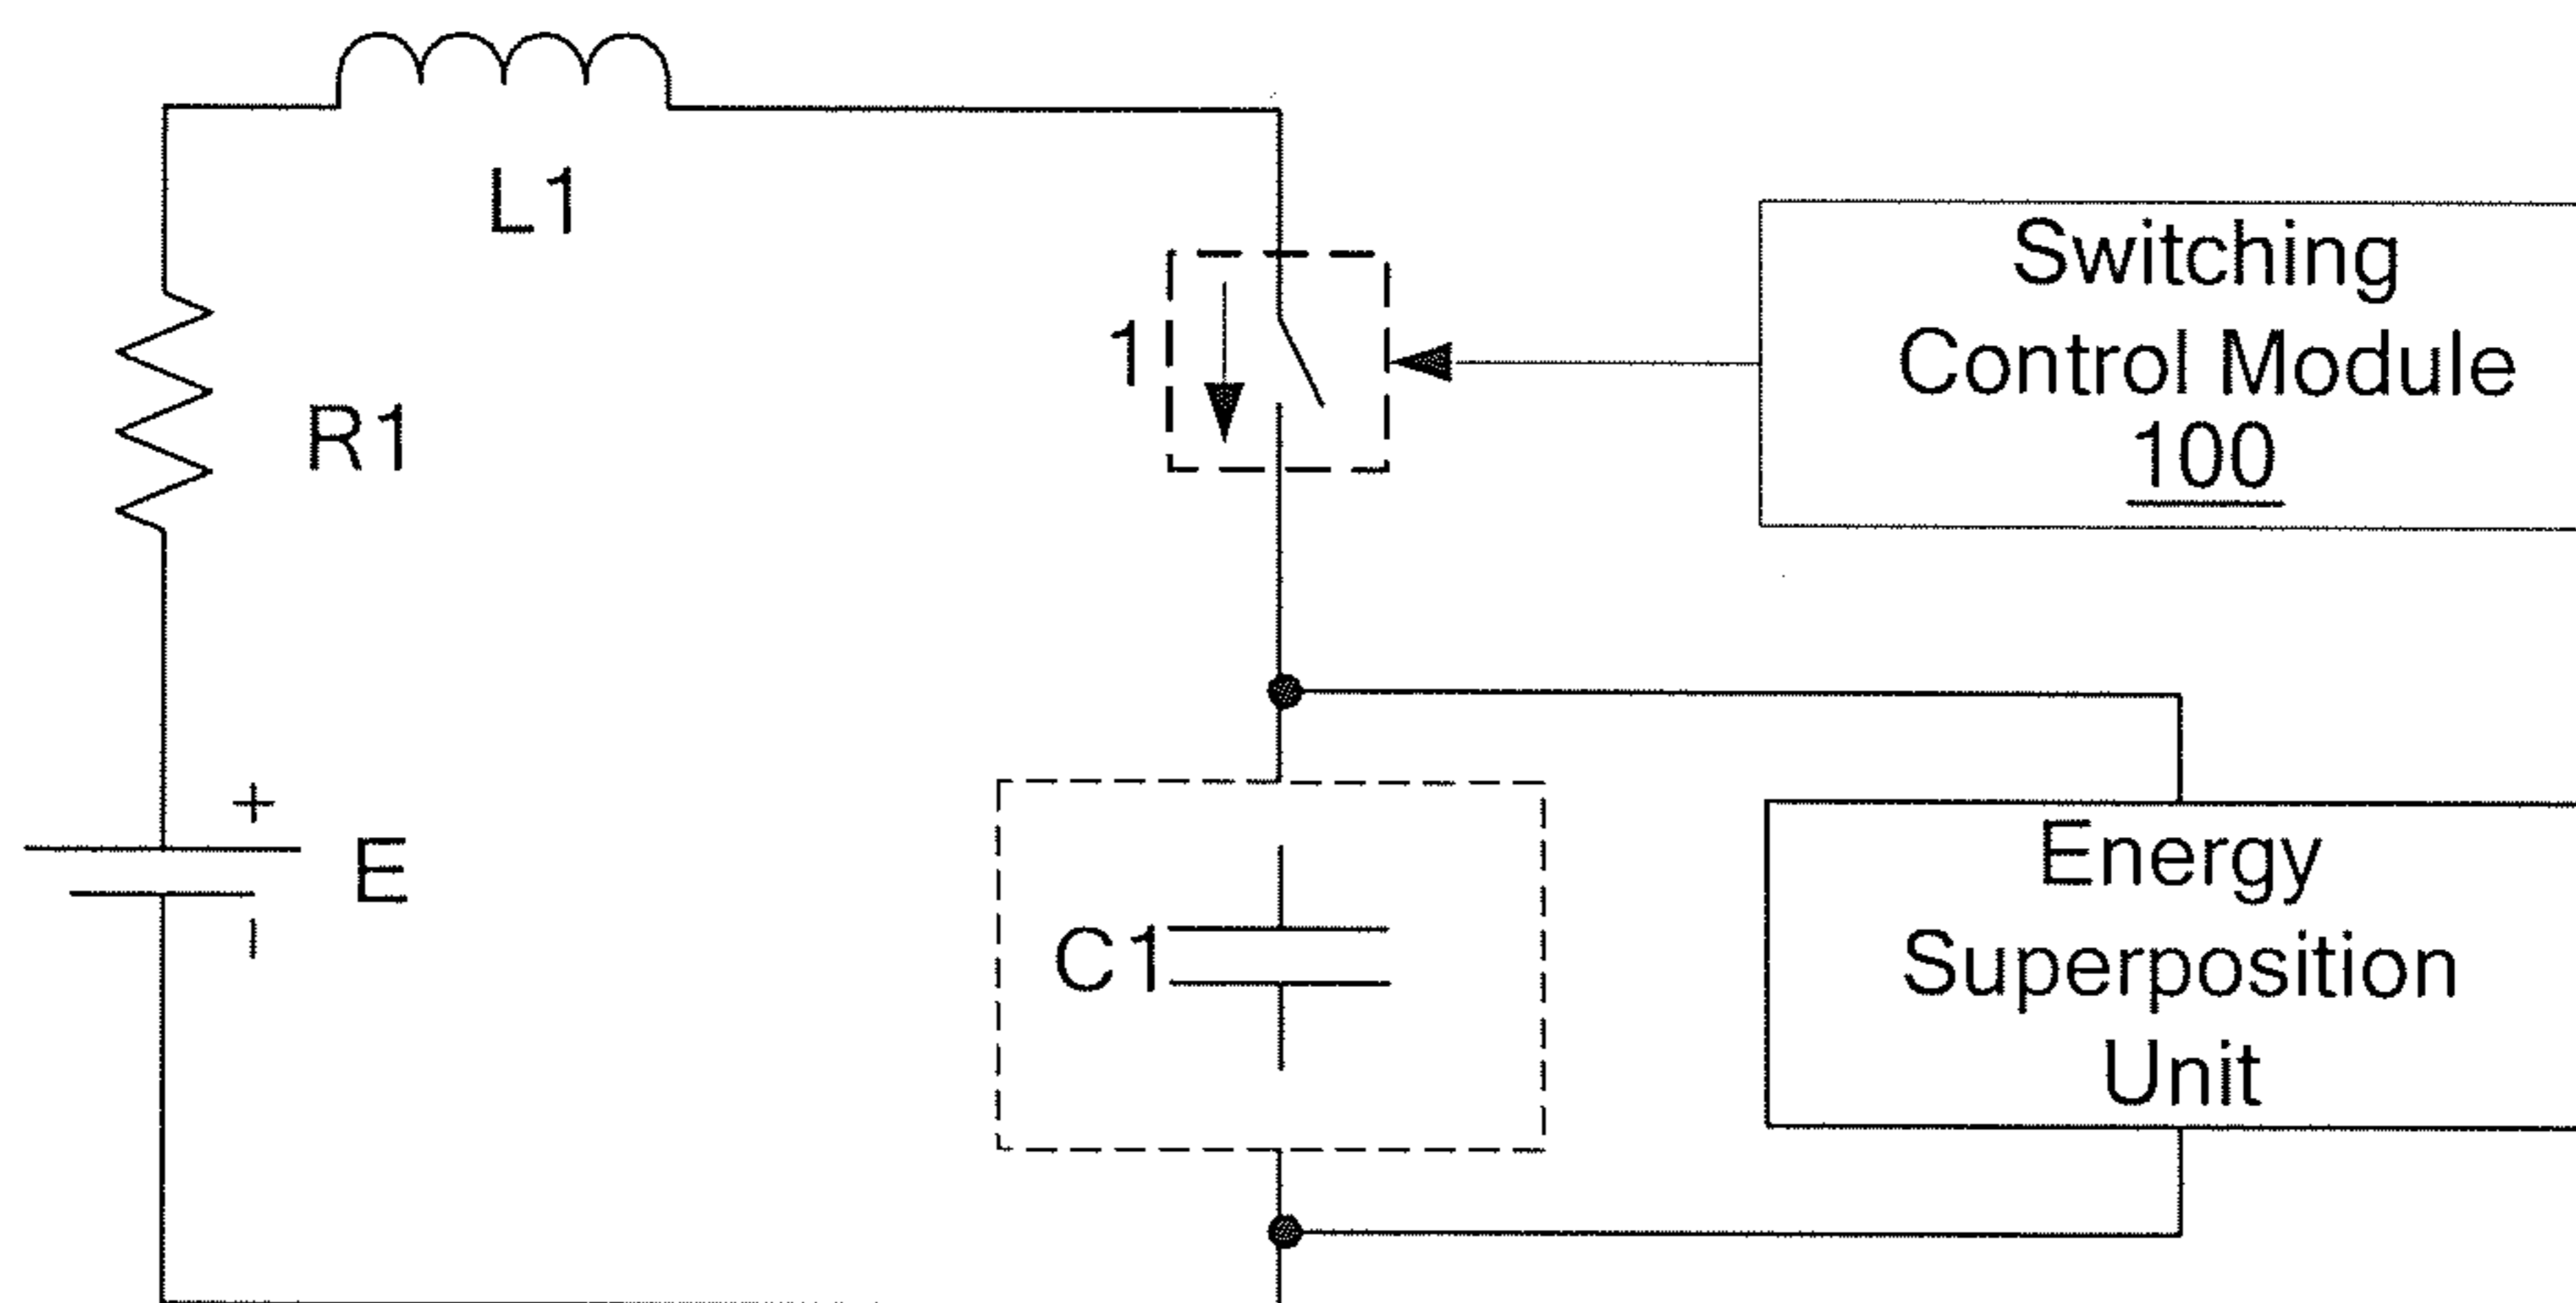 L1
Switching
Control Module
100
1
R1
+
E
−
Energy
Superposition
Unit
C1